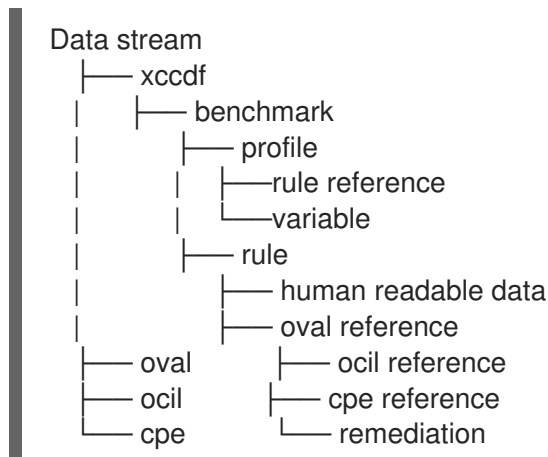 Data stream
├── xccdf
|      ├── benchmark
|            ├── profile
|            |    ├──rule reference
|            |    └──variable
|            ├── rule
|                 ├── human readable data
|                 ├── oval reference
├── oval          ├── ocil reference
├── ocil         ├── cpe reference
└── cpe          └── remediation